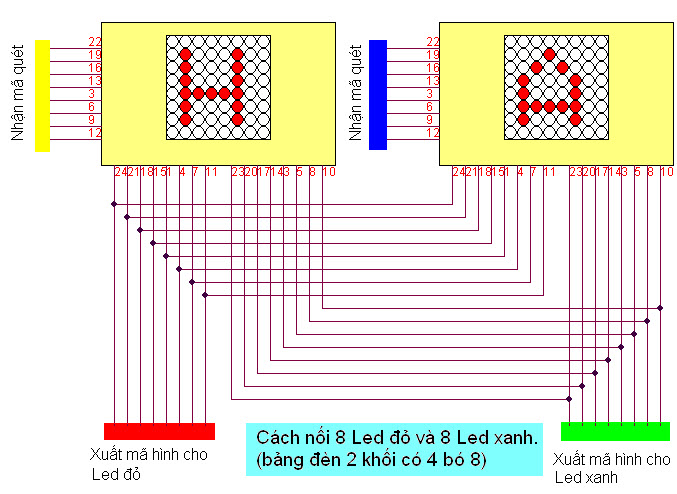 Nhận mã quét
22
19
16
13
3
6
9
12
24 21 18 15 1 4 7 11 23 20 17 14 3 5 8 10
Nhận mã quét
22
19
16
13
3
6
9
12
24 21 18 15 1 4 7 11 23 20 17 14 3 5 8 10
Xuất mã hình cho
Led đỏ
Cách nối 8 Led đỏ và 8 Led xanh.
(bảng đèn 2 khối có 4 bó 8)
Xuất mã hình cho
Led xanh